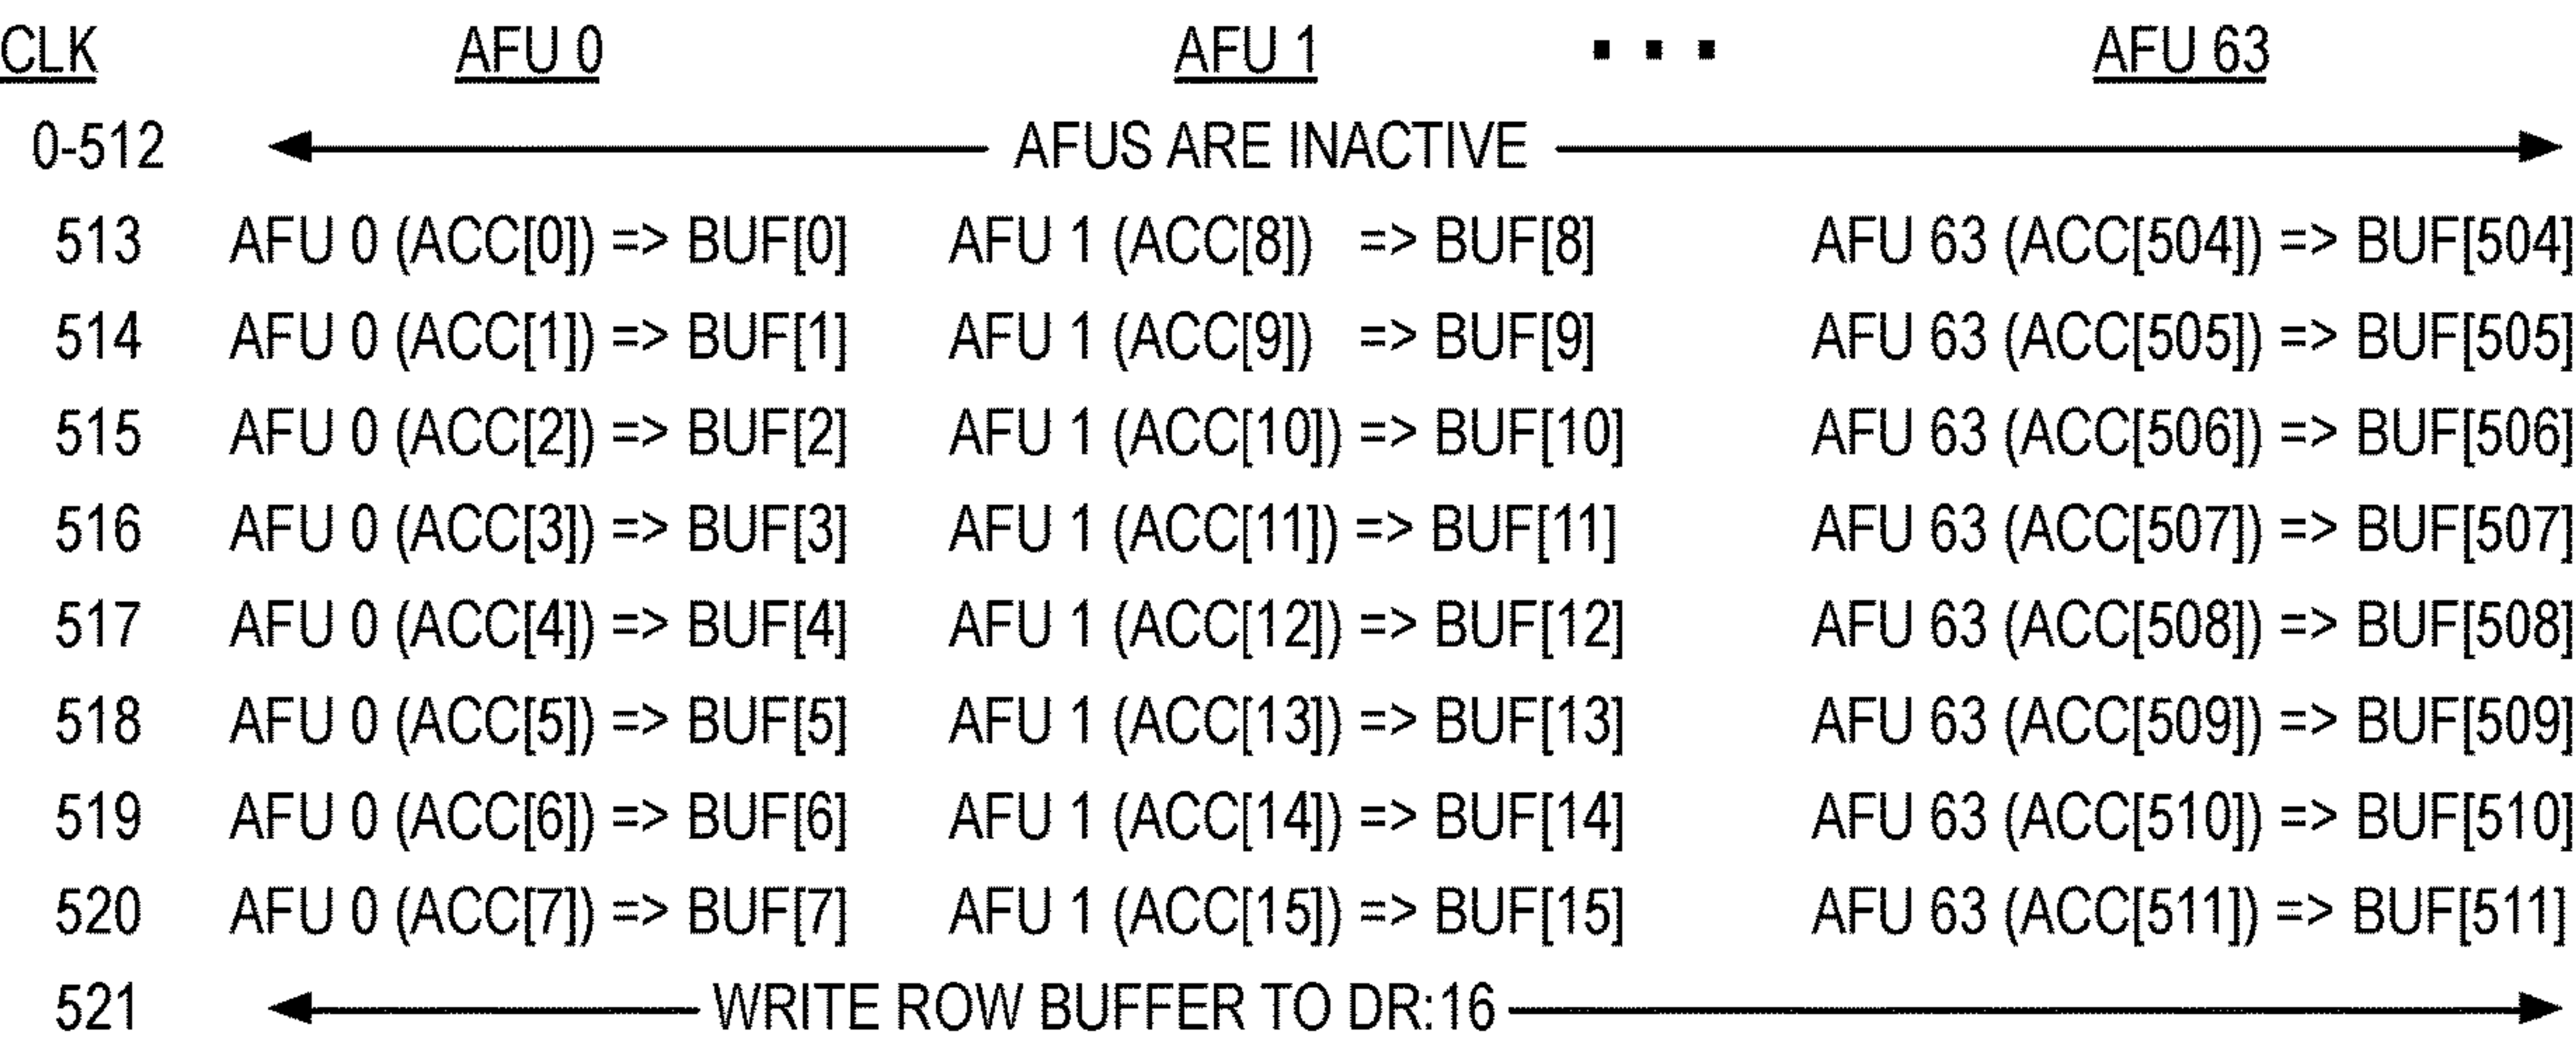 CLK AFU 0 AFU 1 ▪ ▪ ▪ AFU 63
0-512 AFUS ARE INACTIVE
513 AFU 0 (ACC[0]) => BUF[0] AFU 1 (ACC[8]) => BUF[8] AFU 63 (ACC[504]) => BUF[504]
514 AFU 0 (ACC[1]) => BUF[1] AFU 1 (ACC[9]) => BUF[9] AFU 63 (ACC[505]) => BUF[505]
515 AFU 0 (ACC[2]) => BUF[2] AFU 1 (ACC[10]) => BUF[10] AFU 63 (ACC[506]) => BUF[506]
516 AFU 0 (ACC[3]) => BUF[3] AFU 1 (ACC[11]) => BUF[11] AFU 63 (ACC[507]) => BUF[507]
517 AFU 0 (ACC[4]) => BUF[4] AFU 1 (ACC[12]) => BUF[12] AFU 63 (ACC[508]) => BUF[508]
518 AFU 0 (ACC[5]) => BUF[5] AFU 1 (ACC[13]) => BUF[13] AFU 63 (ACC[509]) => BUF[509]
519 AFU 0 (ACC[6]) => BUF[6] AFU 1 (ACC[14]) => BUF[14] AFU 63 (ACC[510]) => BUF[510]
520 AFU 0 (ACC[7]) => BUF[7] AFU 1 (ACC[15]) => BUF[15] AFU 63 (ACC[511]) => BUF[511]
521 WRITE ROW BUFFER TO DR:16